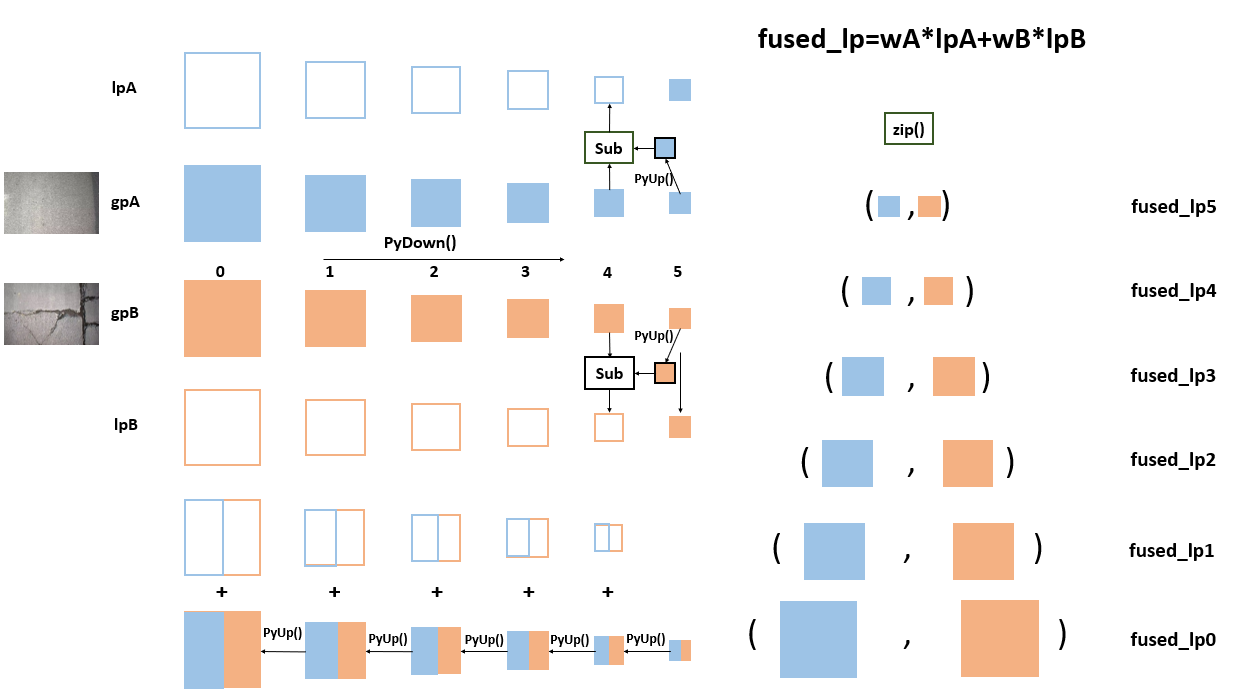 fused_lp=wA*lpA+wB*lpB
lpA
zip()
Sub
PyUp()
gpA
( , )
fused_lp5
PyDown()
0 1 2 3 4 5
( , )
fused_lp4
gpB
PyUp()
Sub
( , )
fused_lp3
lpB
( , )
fused_lp2
( , )
fused_lp1
+ + + + +
PyUp() PyUp() PyUp() PyUp() PyUp()
( , )
fused_lp0